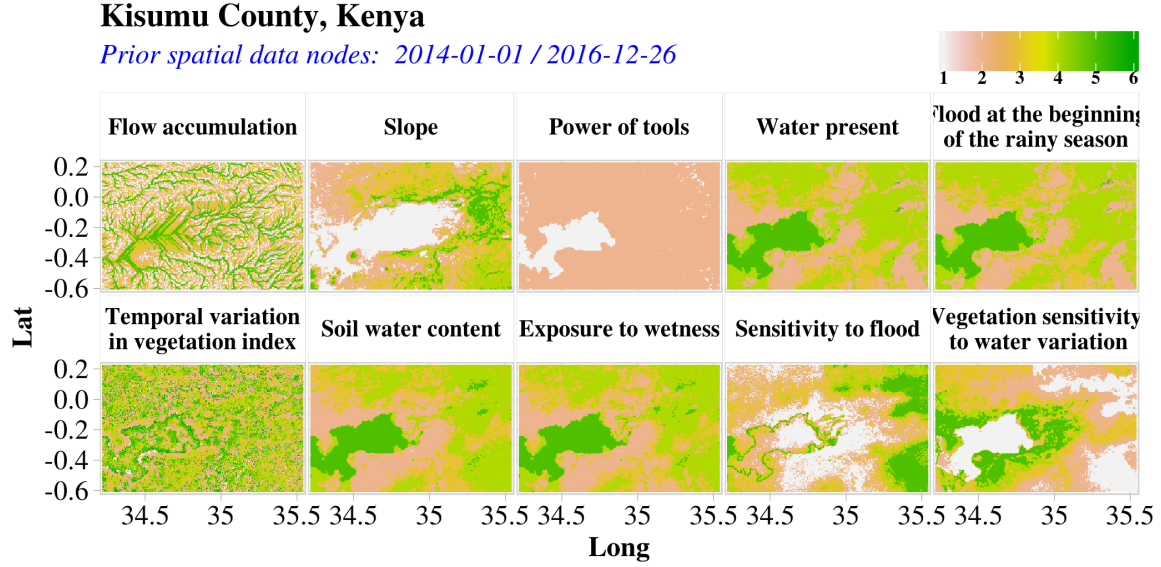 Kisumu County, Kenya
Prior spatial data nodes: 2014-01-01 / 2016-12-26
1 2 3 4 5 6
Flow accumulation
Slope
Power of tools
Water present
Flood at the beginning
of the rainy season
0.2
0.0
-0.2
-0.4
-0.6
Temporal variation
in vegetation index
Soil water content
Exposure to wetness
Sensitivity to flood
Vegetation sensitivity
to water variation
0.2
0.0
-0.2
-0.4
-0.6
Lat
34.5 35 35.5 34.5 35 35.5 34.5 35 35.5 34.5 35 35.5 34.5 35 35.5
Long